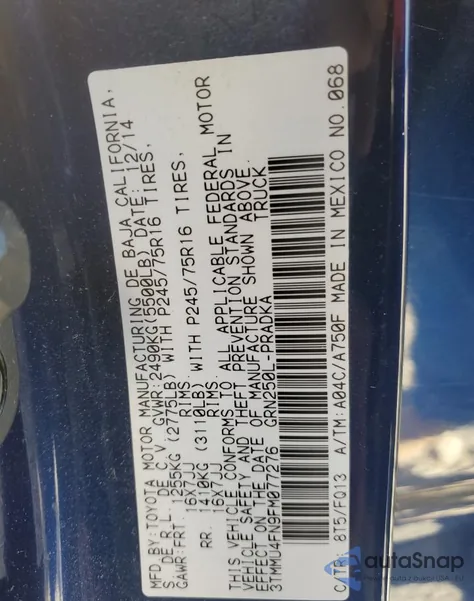 MFD.BY:TOYOTA MOTOR MANUFACTURING DE BAJA CALIFORNIA,
S. DE R.L. DE C.V. GVWR:2490KG(5500LB) DATE: 12/14
GAWR:FRT. 1255KG (2775LB) WITH P245/75R16 TIRES,
16X7JJ RIMS
RR. 1410KG (3110LB) WITH P245/75R16 TIRES,
16X7JJ RIMS
THIS VEHICLE CONFORMS TO ALL APPLICABLE FEDERAL MOTOR
VEHICLE SAFETY AND THEFT PREVENTION STANDARDS IN
EFFECT ON THE DATE OF MANUFACTURE SHOWN ABOVE.
3TMMU4FN9FM077276 GRN250L-PRADKA TRUCK
C/TR: 8T5/FQ13 A/TM:A04C/A750F MADE IN MEXICO NO.068
autoSnap